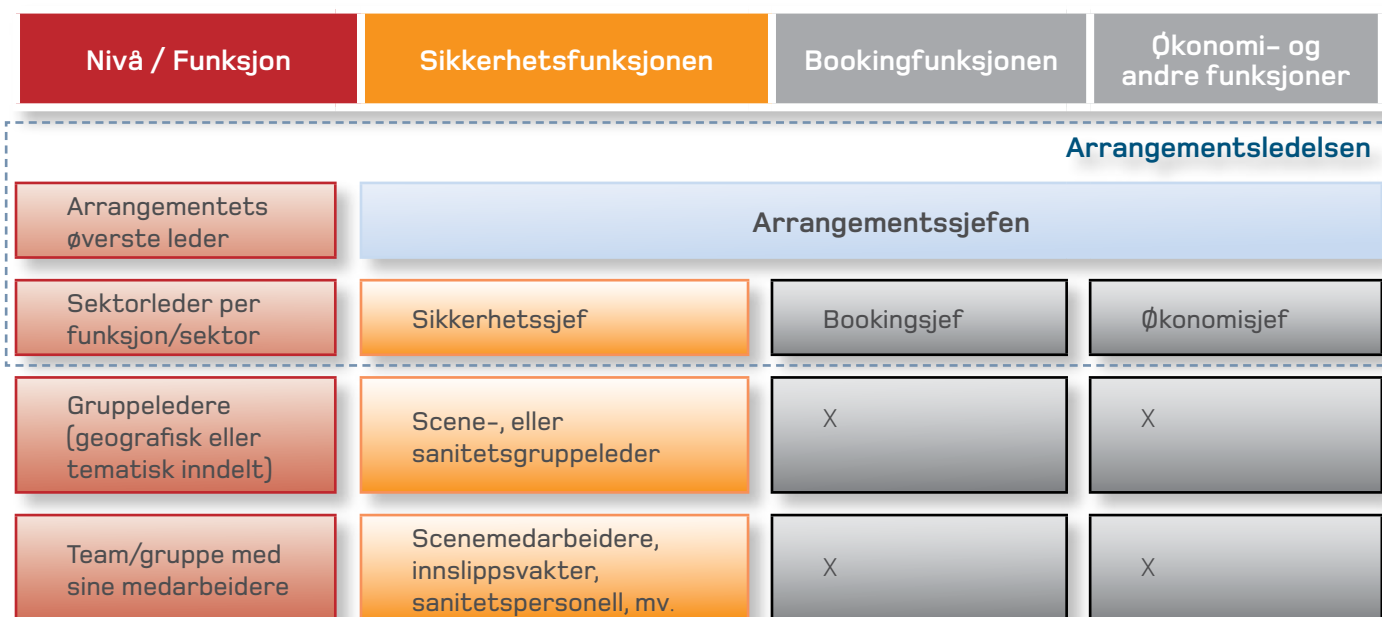 Nivå / Funksjon
Sikkerhetsfunksjonen
Bookingfunksjonen
Økonomi- og
andre funksjoner
Arrangementsledelsen
Arrangementets
øverste leder
Arrangementssjefen
Sektorleder per
funksjon/sektor
Sikkerhetssjef
Bookingsjef
Økonomisjef
Gruppeledere
(geografisk eller
tematisk inndelt)
Scene-, eller
sanitetsgruppeleder
X
X
Team/gruppe med
sine medarbeidere
Scenemedarbeidere,
innslippsvakter,
sanitetspersonell, mv.
X
X